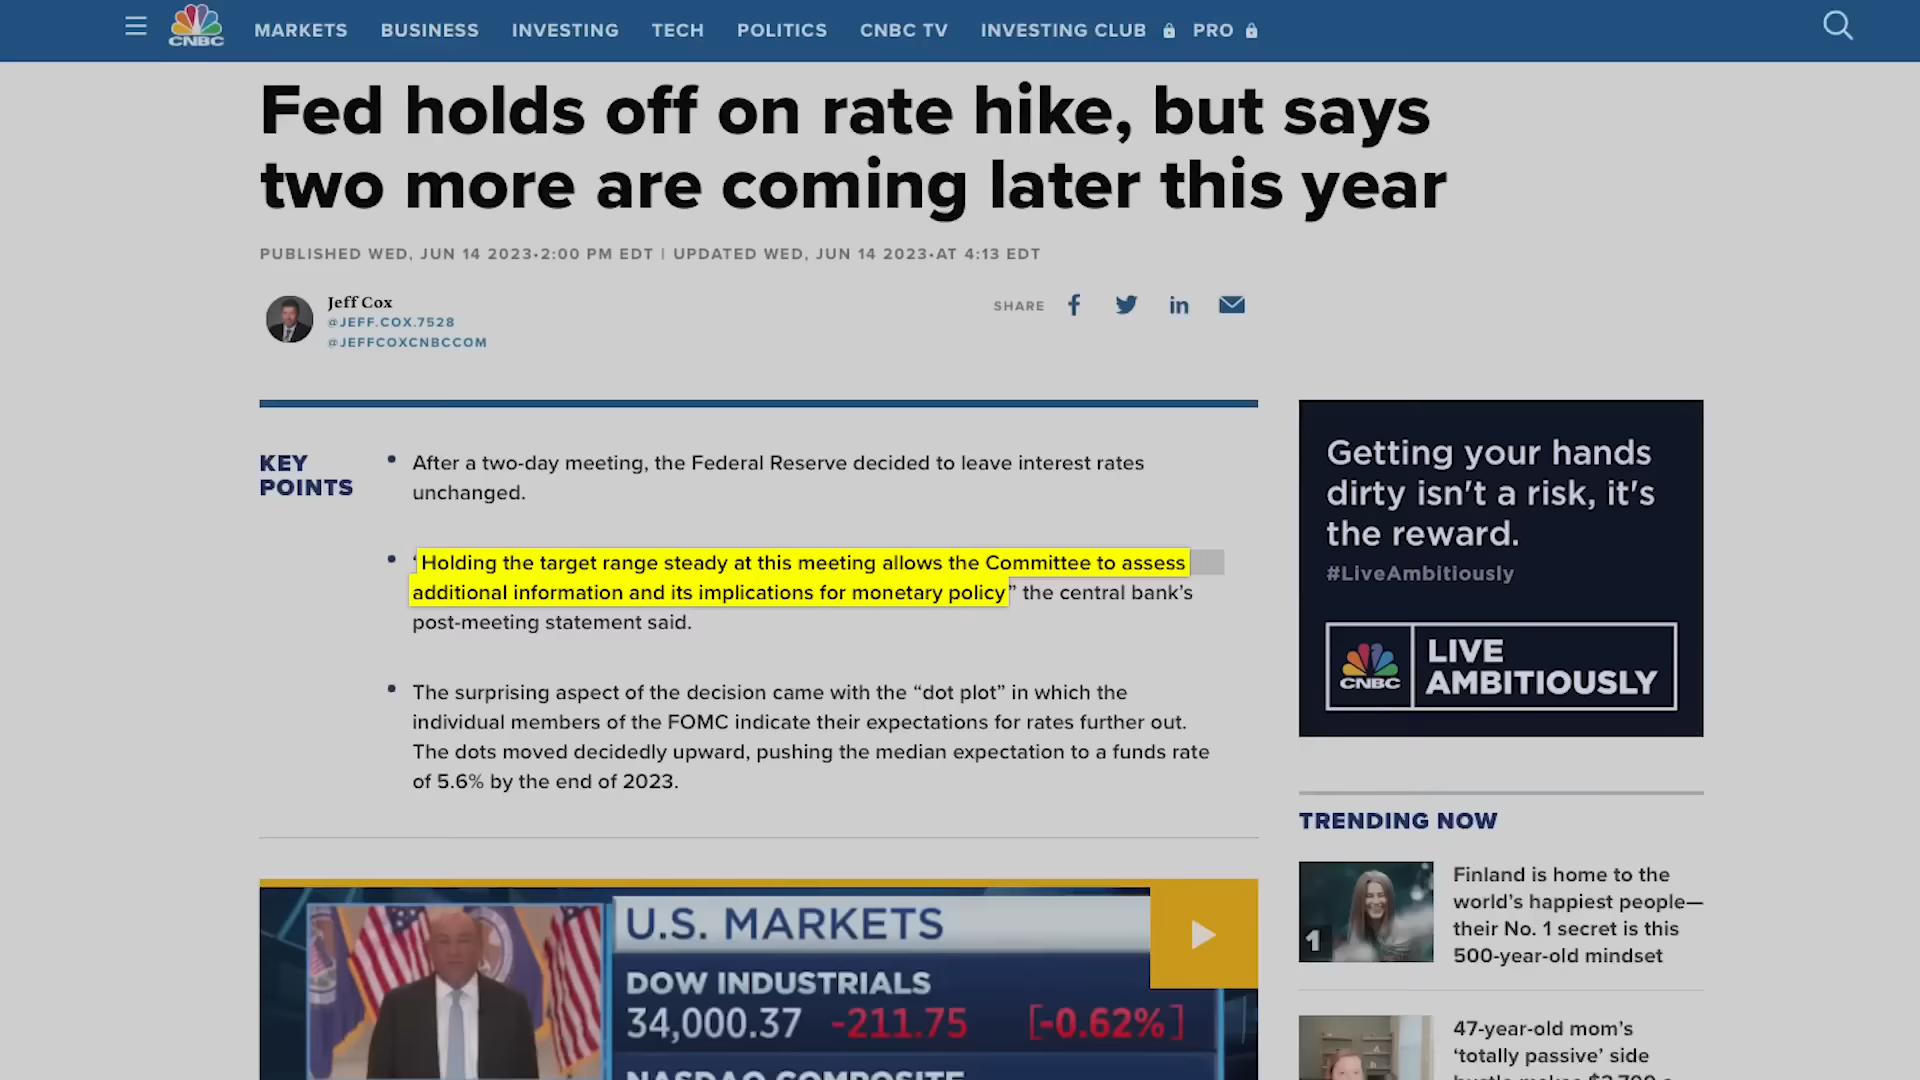 CNBC
MARKETS
BUSINESS
INVESTING
TECH
POLITICS
CNBC TV
INVESTING CLUB
PRO
Fed holds off on rate hike, but says
two more are coming later this year
PUBLISHED WED, JUN 14 2023•2:00 PM EDT | UPDATED WED, JUN 14 2023•AT 4:13 EDT
Jeff Cox
@JEFF.COX.7528
@JEFFCOXCNBCCOM
SHARE
KEY
POINTS
After a two-day meeting, the Federal Reserve decided to leave interest rates
unchanged.
“Holding the target range steady at this meeting allows the Committee to assess
additional information and its implications for monetary policy” the central bank’s
post-meeting statement said.
The surprising aspect of the decision came with the “dot plot” in which the
individual members of the FOMC indicate their expectations for rates further out.
The dots moved decidedly upward, pushing the median expectation to a funds rate
of 5.6% by the end of 2023.
U.S. MARKETS
DOW INDUSTRIALS
34,000.37 -211.75 [-0.62%]
NASDAQ COMPOSITE
Getting your hands
dirty isn't a risk, it's
the reward.
#LiveAmbitiously
CNBC
LIVE
AMBITIOUSLY
TRENDING NOW
1
Finland is home to the
world’s happiest people—
their No. 1 secret is this
500-year-old mindset
47-year-old mom’s
‘totally passive’ side